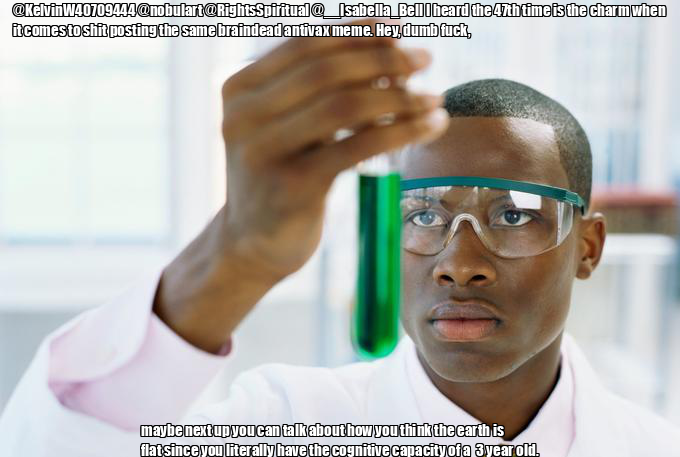 @KelvinW40709444 @nobulart @RightsSpiritual @__Isabella_Bell I heard the 47th time is the charm when
it comes to shit posting the same braindead antivax meme. Hey, dumb fuck,
maybe next up you can talk about how you think the earth is
flat since you literally have the cognitive capacity of a 3 year old.